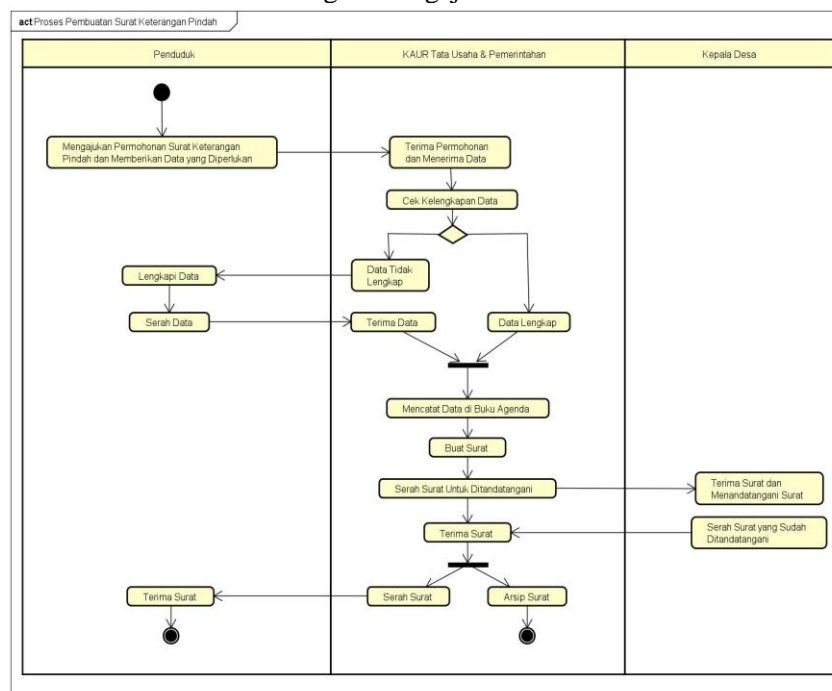 act Proses Pembuatan Surat Keterangan Pindah
Penduduk
KAUR Tata Usaha & Pemerintahan
Kepala Desa
Mengajukan Permohonan Surat Keterangan
Pindah dan Memberikan Data yang Diperlukan
Terima Permohonan
dan Menerima Data
Cek Kelengkapan Data
Data Tidak
Lengkap
Lengkapi Data
Serah Data
Terima Data
Data Lengkap
Mencatat Data di Buku Agenda
Buat Surat
Serah Surat Untuk Ditandatangani
Terima Surat dan
Menandatangani Surat
Serah Surat yang Sudah
Ditandatangani
Terima Surat
Terima Surat
Serah Surat
Arsip Surat